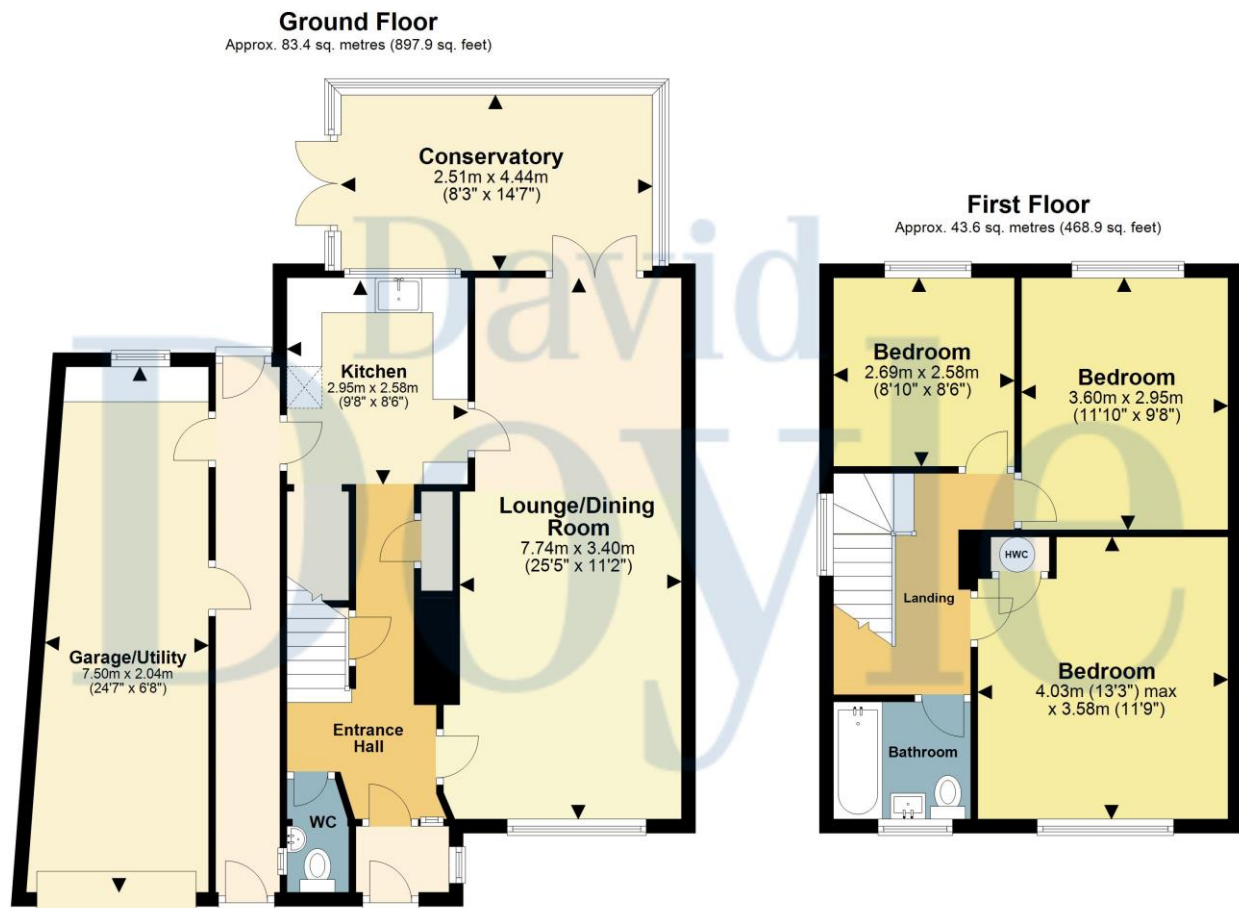 Ground Floor
Approx. 83.4 sq. metres (897.9 sq. feet)
Conservatory
2.51m x 4.44m
(8'3" x 14'7")
Kitchen
2.95m x 2.58m
(9'8" x 8'6")
Lounge/Dining
Room
7.74m x 3.40m
(25'5" x 11'2")
Garage/Utility
7.50m x 2.04m
(24'7" x 6'8")
Entrance
Hall
WC
First Floor
Approx. 43.6 sq. metres (468.9 sq. feet)
Bedroom
2.69m x 2.58m
(8'10" x 8'6")
Bedroom
3.60m x 2.95m
(11'10" x 9'8")
HWC
Landing
Bedroom
4.03m (13'3") max
x 3.58m (11'9")
Bathroom
David
Doyle